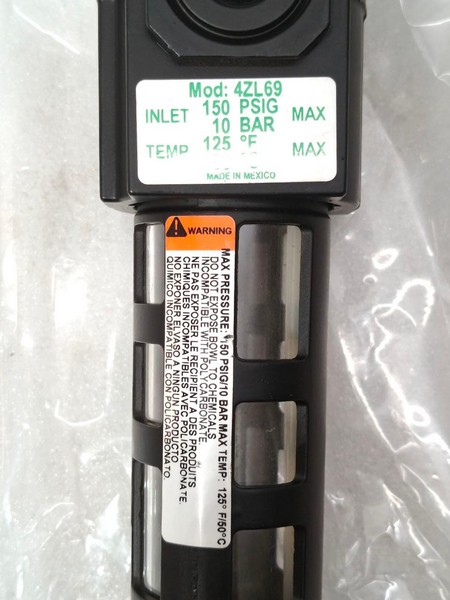 Mod: 4ZL69
INLET 150 PSIG MAX
10 BAR
TEMP 125 °F MAX
MADE IN MEXICO
WARNING
MAX PRESSURE: 150 PSIG/10 BAR MAX TEMP: 125° F/50°C
DO NOT EXPOSE BOWL TO CHEMICALS
INCOMPATIBLE WITH POLYCARBONATE.
NE PAS EXPOSER LE RECIPIENT A DES PRODUITS
CHIMIQUES INCOMPATIBLES AVEC POLICARBONATE.
NO EXPONER EL VASO A NINGUN PRODUCTO
QUIMICO INCOMPATIBLE CON POLICARBONATO